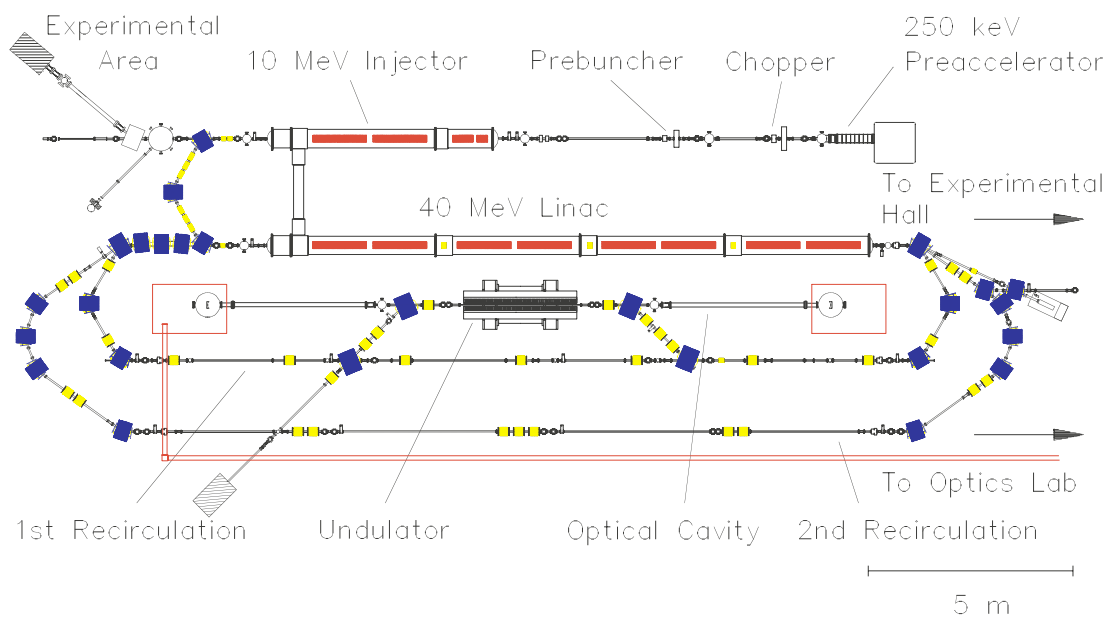 Experimental
Area
10 MeV Injector
Prebuncher
Chopper
250 keV
Preaccelerator
To Experimental
Hall
40 MeV Linac
To Optics Lab
1st Recirculation
Undulator
Optical Cavity
2nd Recirculation
5 m